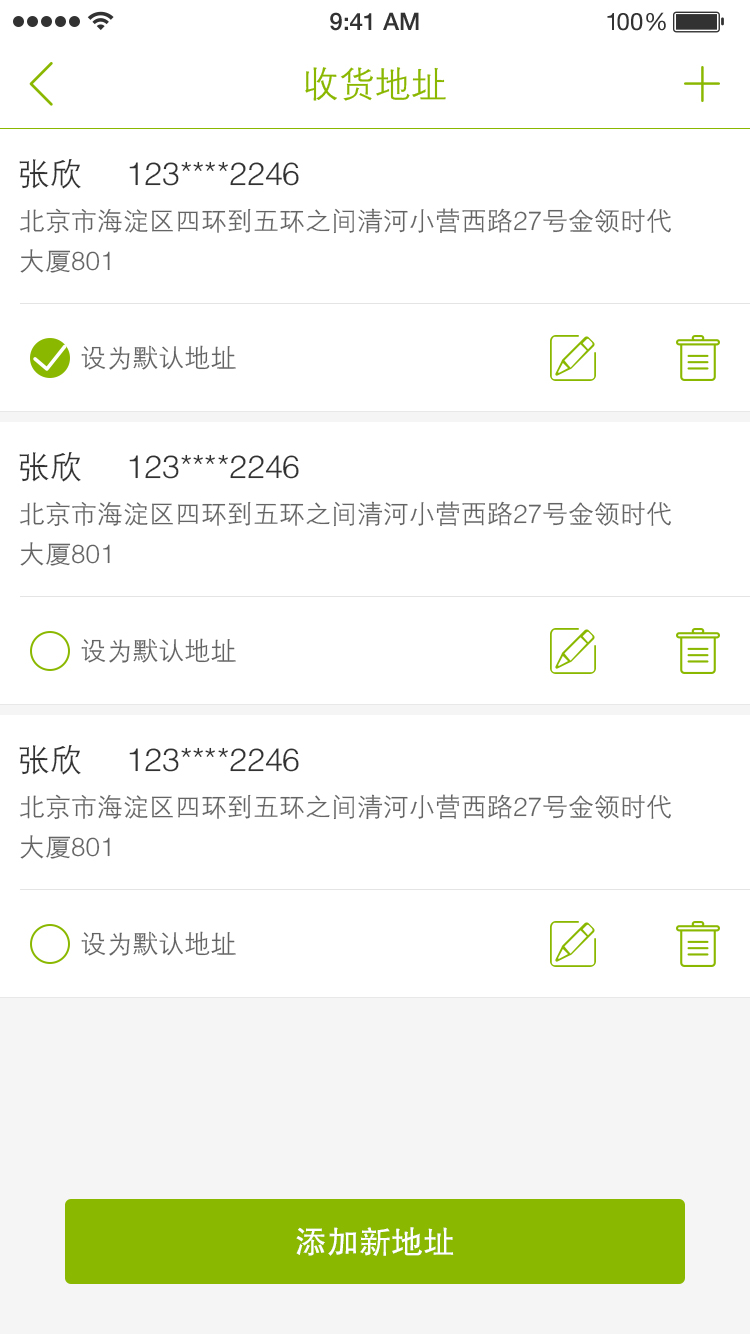 9:41 AM 100%
收货地址
张欣 123****2246
北京市海淀区四环到五环之间清河小营西路27号金领时代
大厦801
设为默认地址
张欣 123****2246
北京市海淀区四环到五环之间清河小营西路27号金领时代
大厦801
设为默认地址
张欣 123****2246
北京市海淀区四环到五环之间清河小营西路27号金领时代
大厦801
设为默认地址
添加新地址